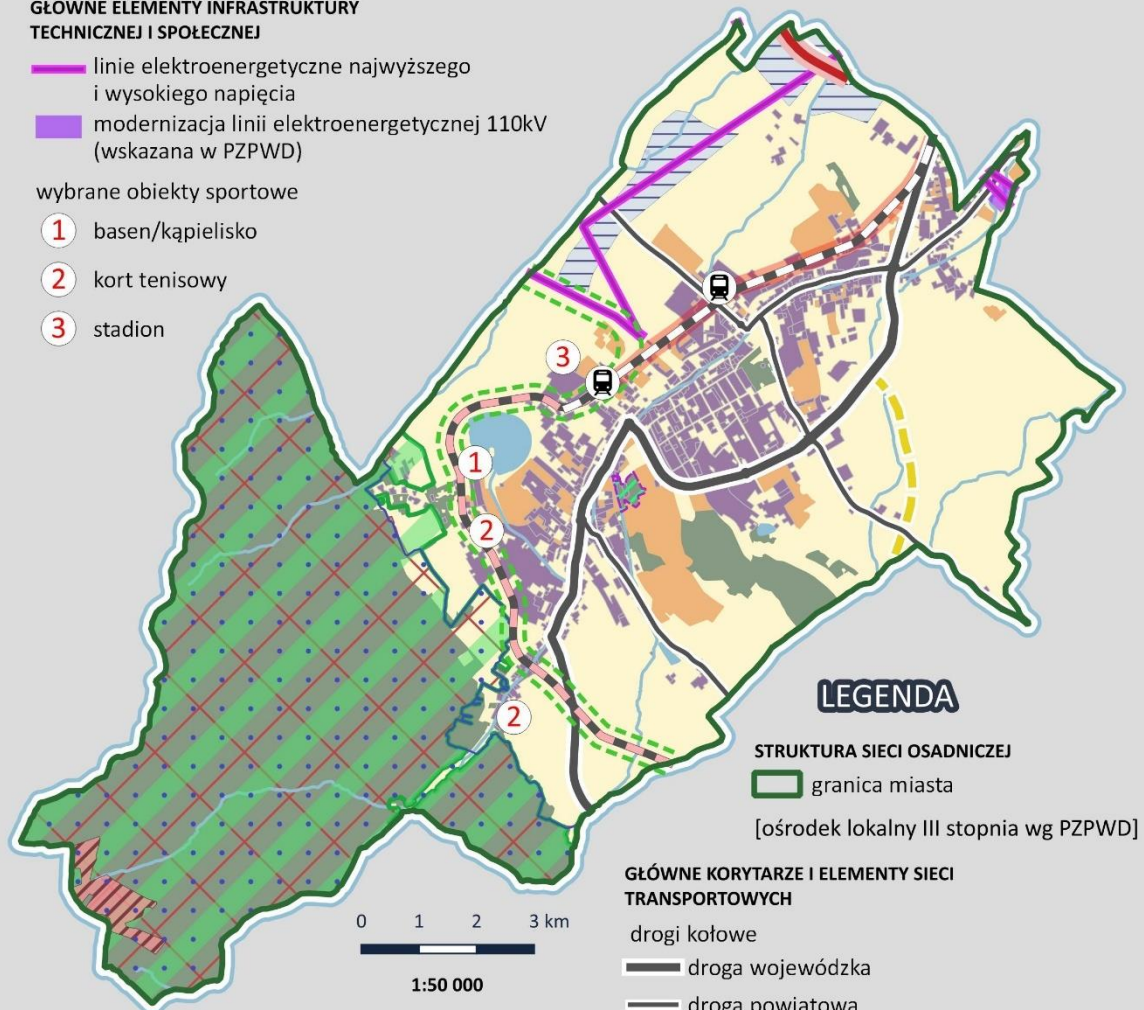 GŁÓWNE ELEMENTY INFRASTRUKTURY
TECHNICZNEJ I SPOŁECZNEJ
linie elektroenergetyczne najwyższego
i wysokiego napięcia
modernizacja linii elektroenergetycznej 110kV
(wskazana w PZPWD)
wybrane obiekty sportowe
1 basen/kąpielisko
2 kort tenisowy
3 stadion
3
1
2
2
LEGENDA
STRUKTURA SIECI OSADNICZEJ
granica miasta
[ośrodek lokalny III stopnia wg PZPWD]
GŁÓWNE KORYTARZE I ELEMENTY SIECI
TRANSPORTOWYCH
drogi kołowe
droga wojewódzka
droga powiatowa
0 1 2 3 km
1:50 000